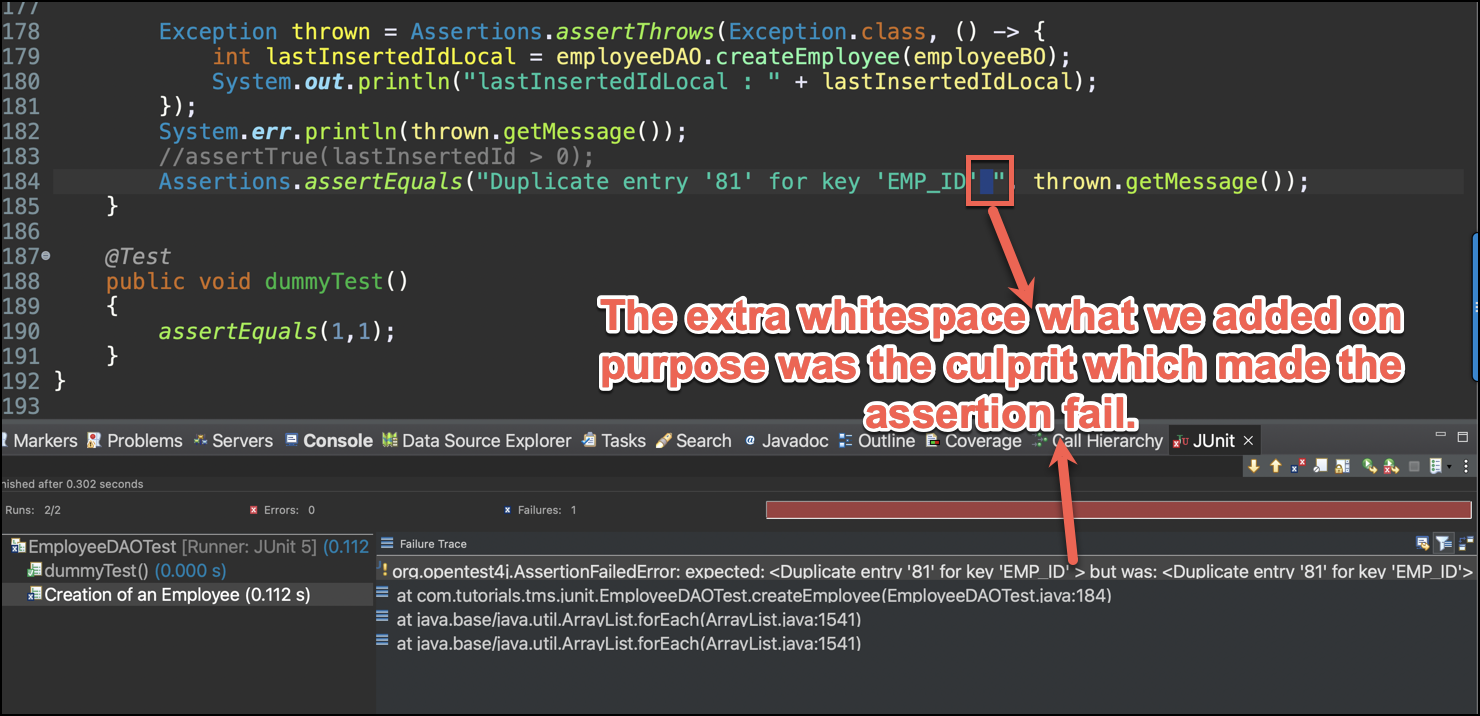 177
178 Exception thrown = Assertions.assertThrows(Exception.class, () -> {
179 int lastInsertedIdLocal = employeeDAO.createEmployee(employeeBO);
180 System.out.println("lastInsertedIdLocal : " + lastInsertedIdLocal);
181 });
182 System.err.println(thrown.getMessage());
183 //assertTrue(lastInsertedId > 0);
184 Assertions.assertEquals("Duplicate entry '81' for key 'EMP_ID' ", thrown.getMessage());
185 }
186
187 @Test
188 public void dummyTest()
189 {
190 assertEquals(1,1);
191 }
192 }
193
The extra whitespace what we added on
purpose was the culprit which made the
assertion fail.
Markers Problems Servers Console Data Source Explorer Tasks Search Javadoc Outline Coverage Call Hierarchy JUnit
nished after 0.302 seconds
Runs: 2/2 Errors: 0 Failures: 1
EmployeeDAOTest [Runner: JUnit 5] (0.112
dummyTest() (0.000 s)
Creation of an Employee (0.112 s)
Failure Trace
org.opentest4j.AssertionFailedError: expected: <Duplicate entry '81' for key 'EMP_ID' > but was: <Duplicate entry '81' for key 'EMP_ID'>
at com.tutorials.tms.junit.EmployeeDAOTest.createEmployee(EmployeeDAOTest.java:184)
at java.base/java.util.ArrayList.forEach(ArrayList.java:1541)
at java.base/java.util.ArrayList.forEach(ArrayList.java:1541)